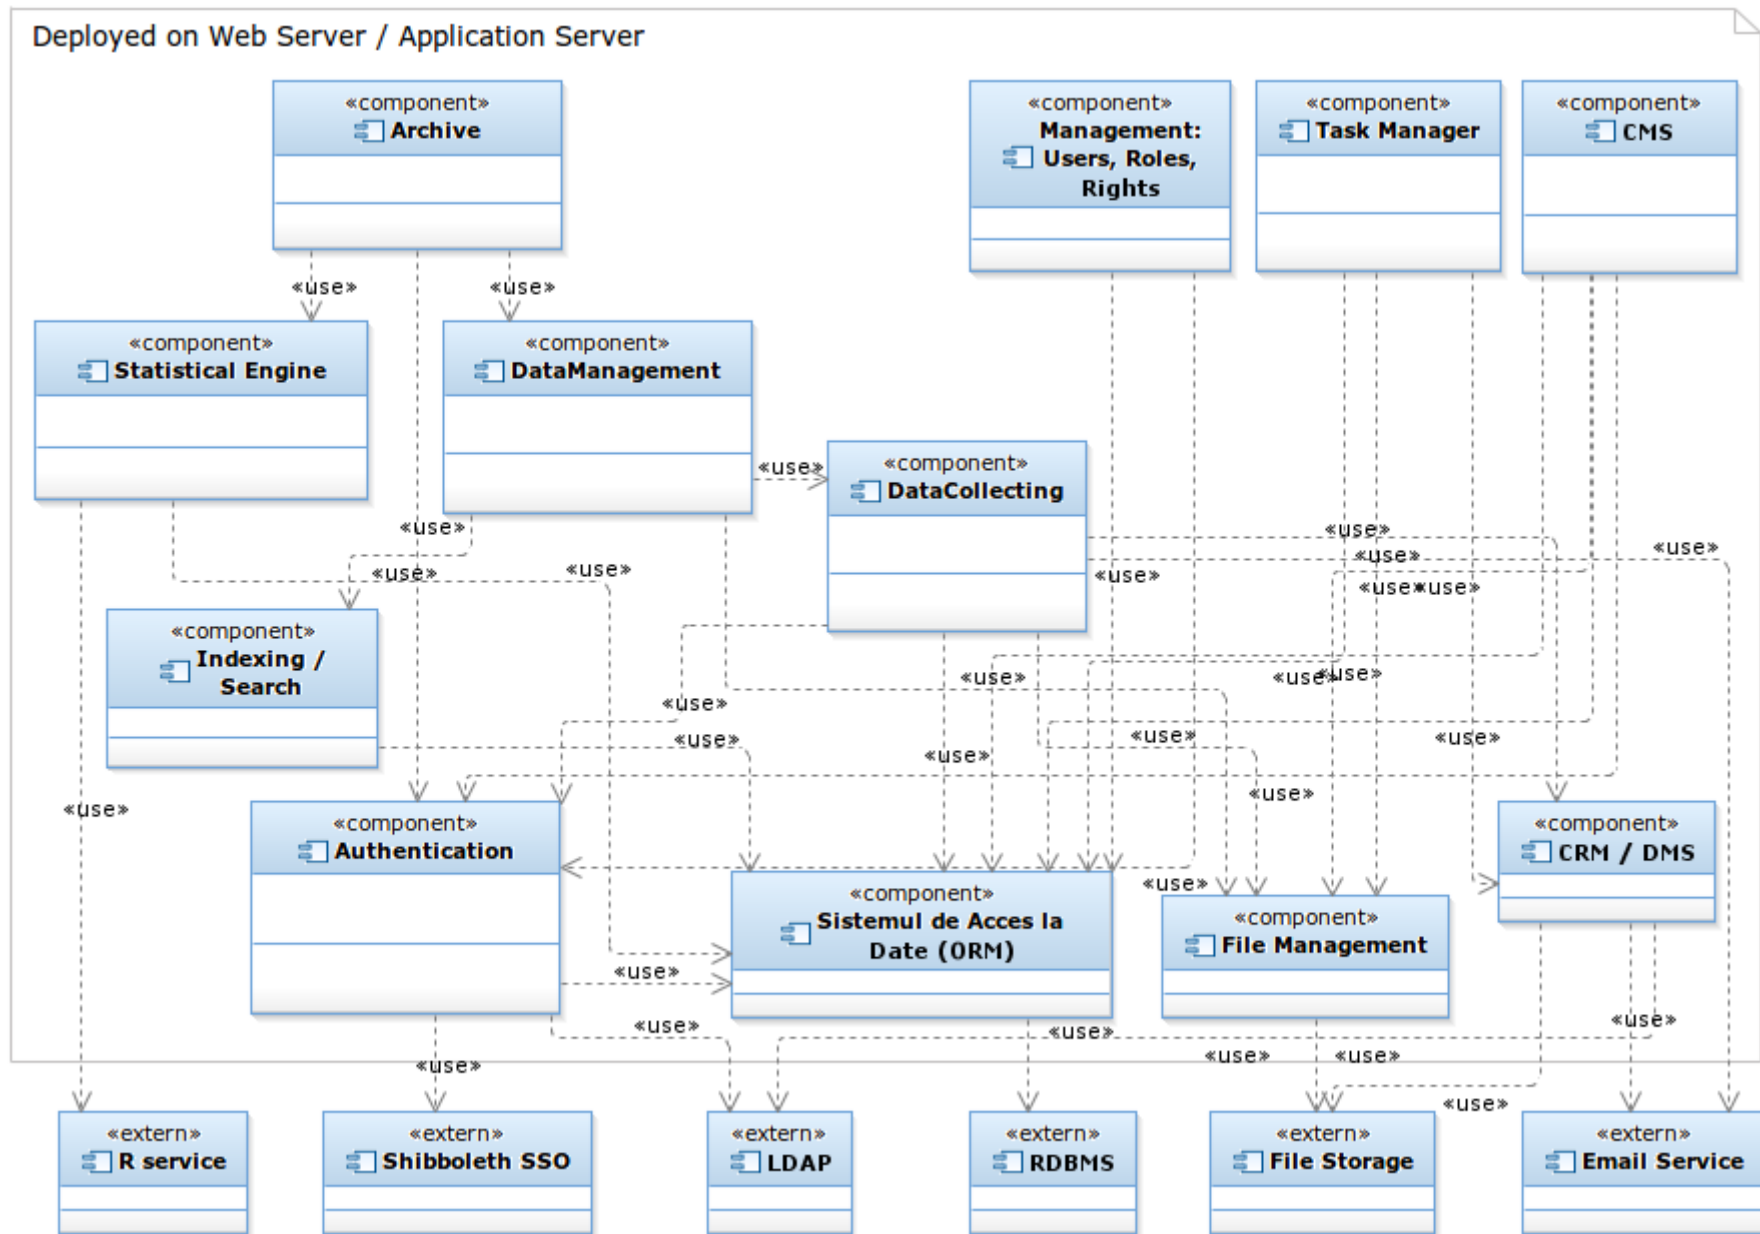 Deployed on Web Server / Application Server
«component»
Archive
«component»
Management:
Users, Roles,
Rights
«component»
Task Manager
«component»
CMS
«use»
«use»
«component»
Statistical Engine
«component»
DataManagement
«use»
«component»
DataCollecting
«use»
«use»
«use»
«use»
«use»
«use»
«use»
«use»
«use»«use»
«component»
Indexing /
Search
«use»
«use»
«use»
«use»
«use»
«use»
«use»
«use»
«use»
«use»
«use»
«component»
Authentication
«component»
CRM / DMS
«use»
«component»
Sistemul de Acces la
Date (ORM)
«component»
File Management
«use»
«use»
«use»
«use»
«use»
«use»
«use»
«use»
«extern»
R service
«extern»
Shibboleth SSO
«extern»
LDAP
«extern»
RDBMS
«extern»
File Storage
«extern»
Email Service